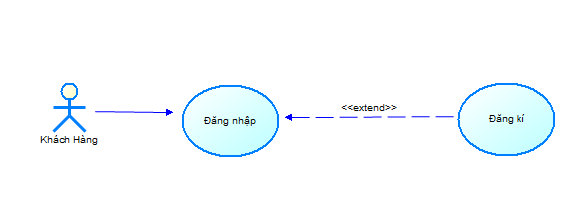 <<extend>>
Đăng nhập
Đăng kí
Khách Hàng